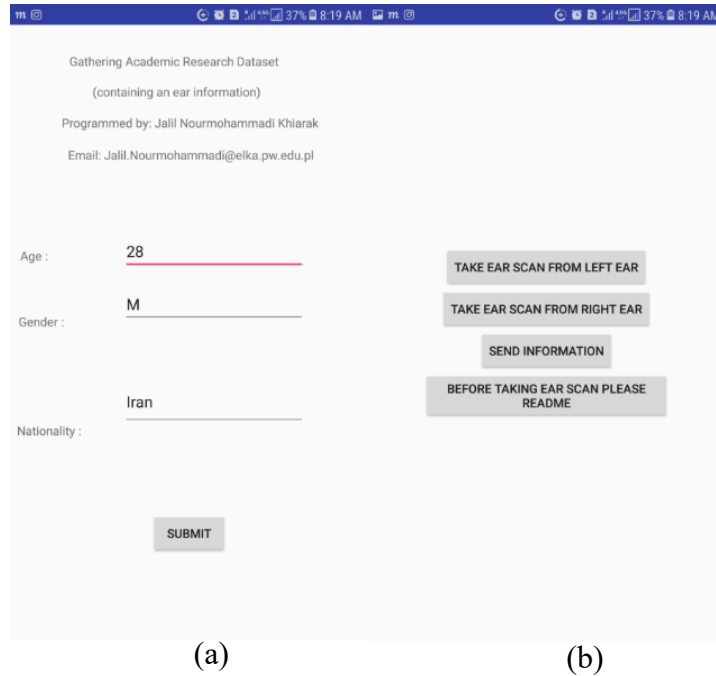 37% 8:19 AM
Gathering Academic Research Dataset
(containing an ear information)
Programmed by: Jalil Nourmohammadi Khiarak
Email: Jalil.Nourmohammadi@elka.pw.edu.pl
Age :
28
Gender :
M
Nationality :
Iran
SUBMIT
(a)
37% 8:19 AM
TAKE EAR SCAN FROM LEFT EAR
TAKE EAR SCAN FROM RIGHT EAR
SEND INFORMATION
BEFORE TAKING EAR SCAN PLEASE
README
(b)